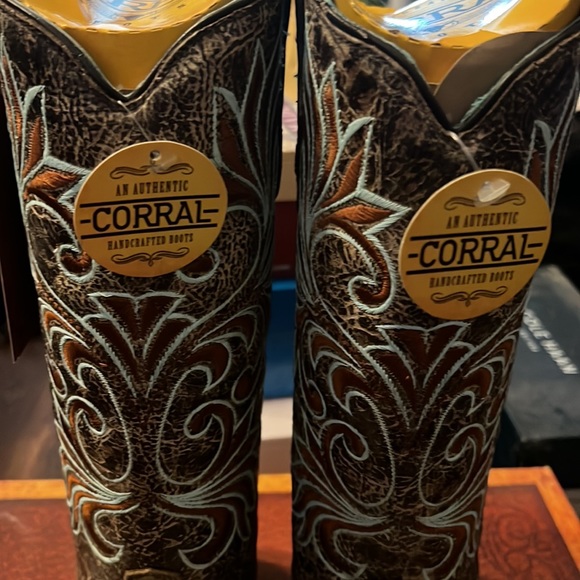 AN AUTHENTIC
CORRAL
HANDCRAFTED BOOTS
AN AUTHENTIC
CORRAL
HANDCRAFTED BOOTS